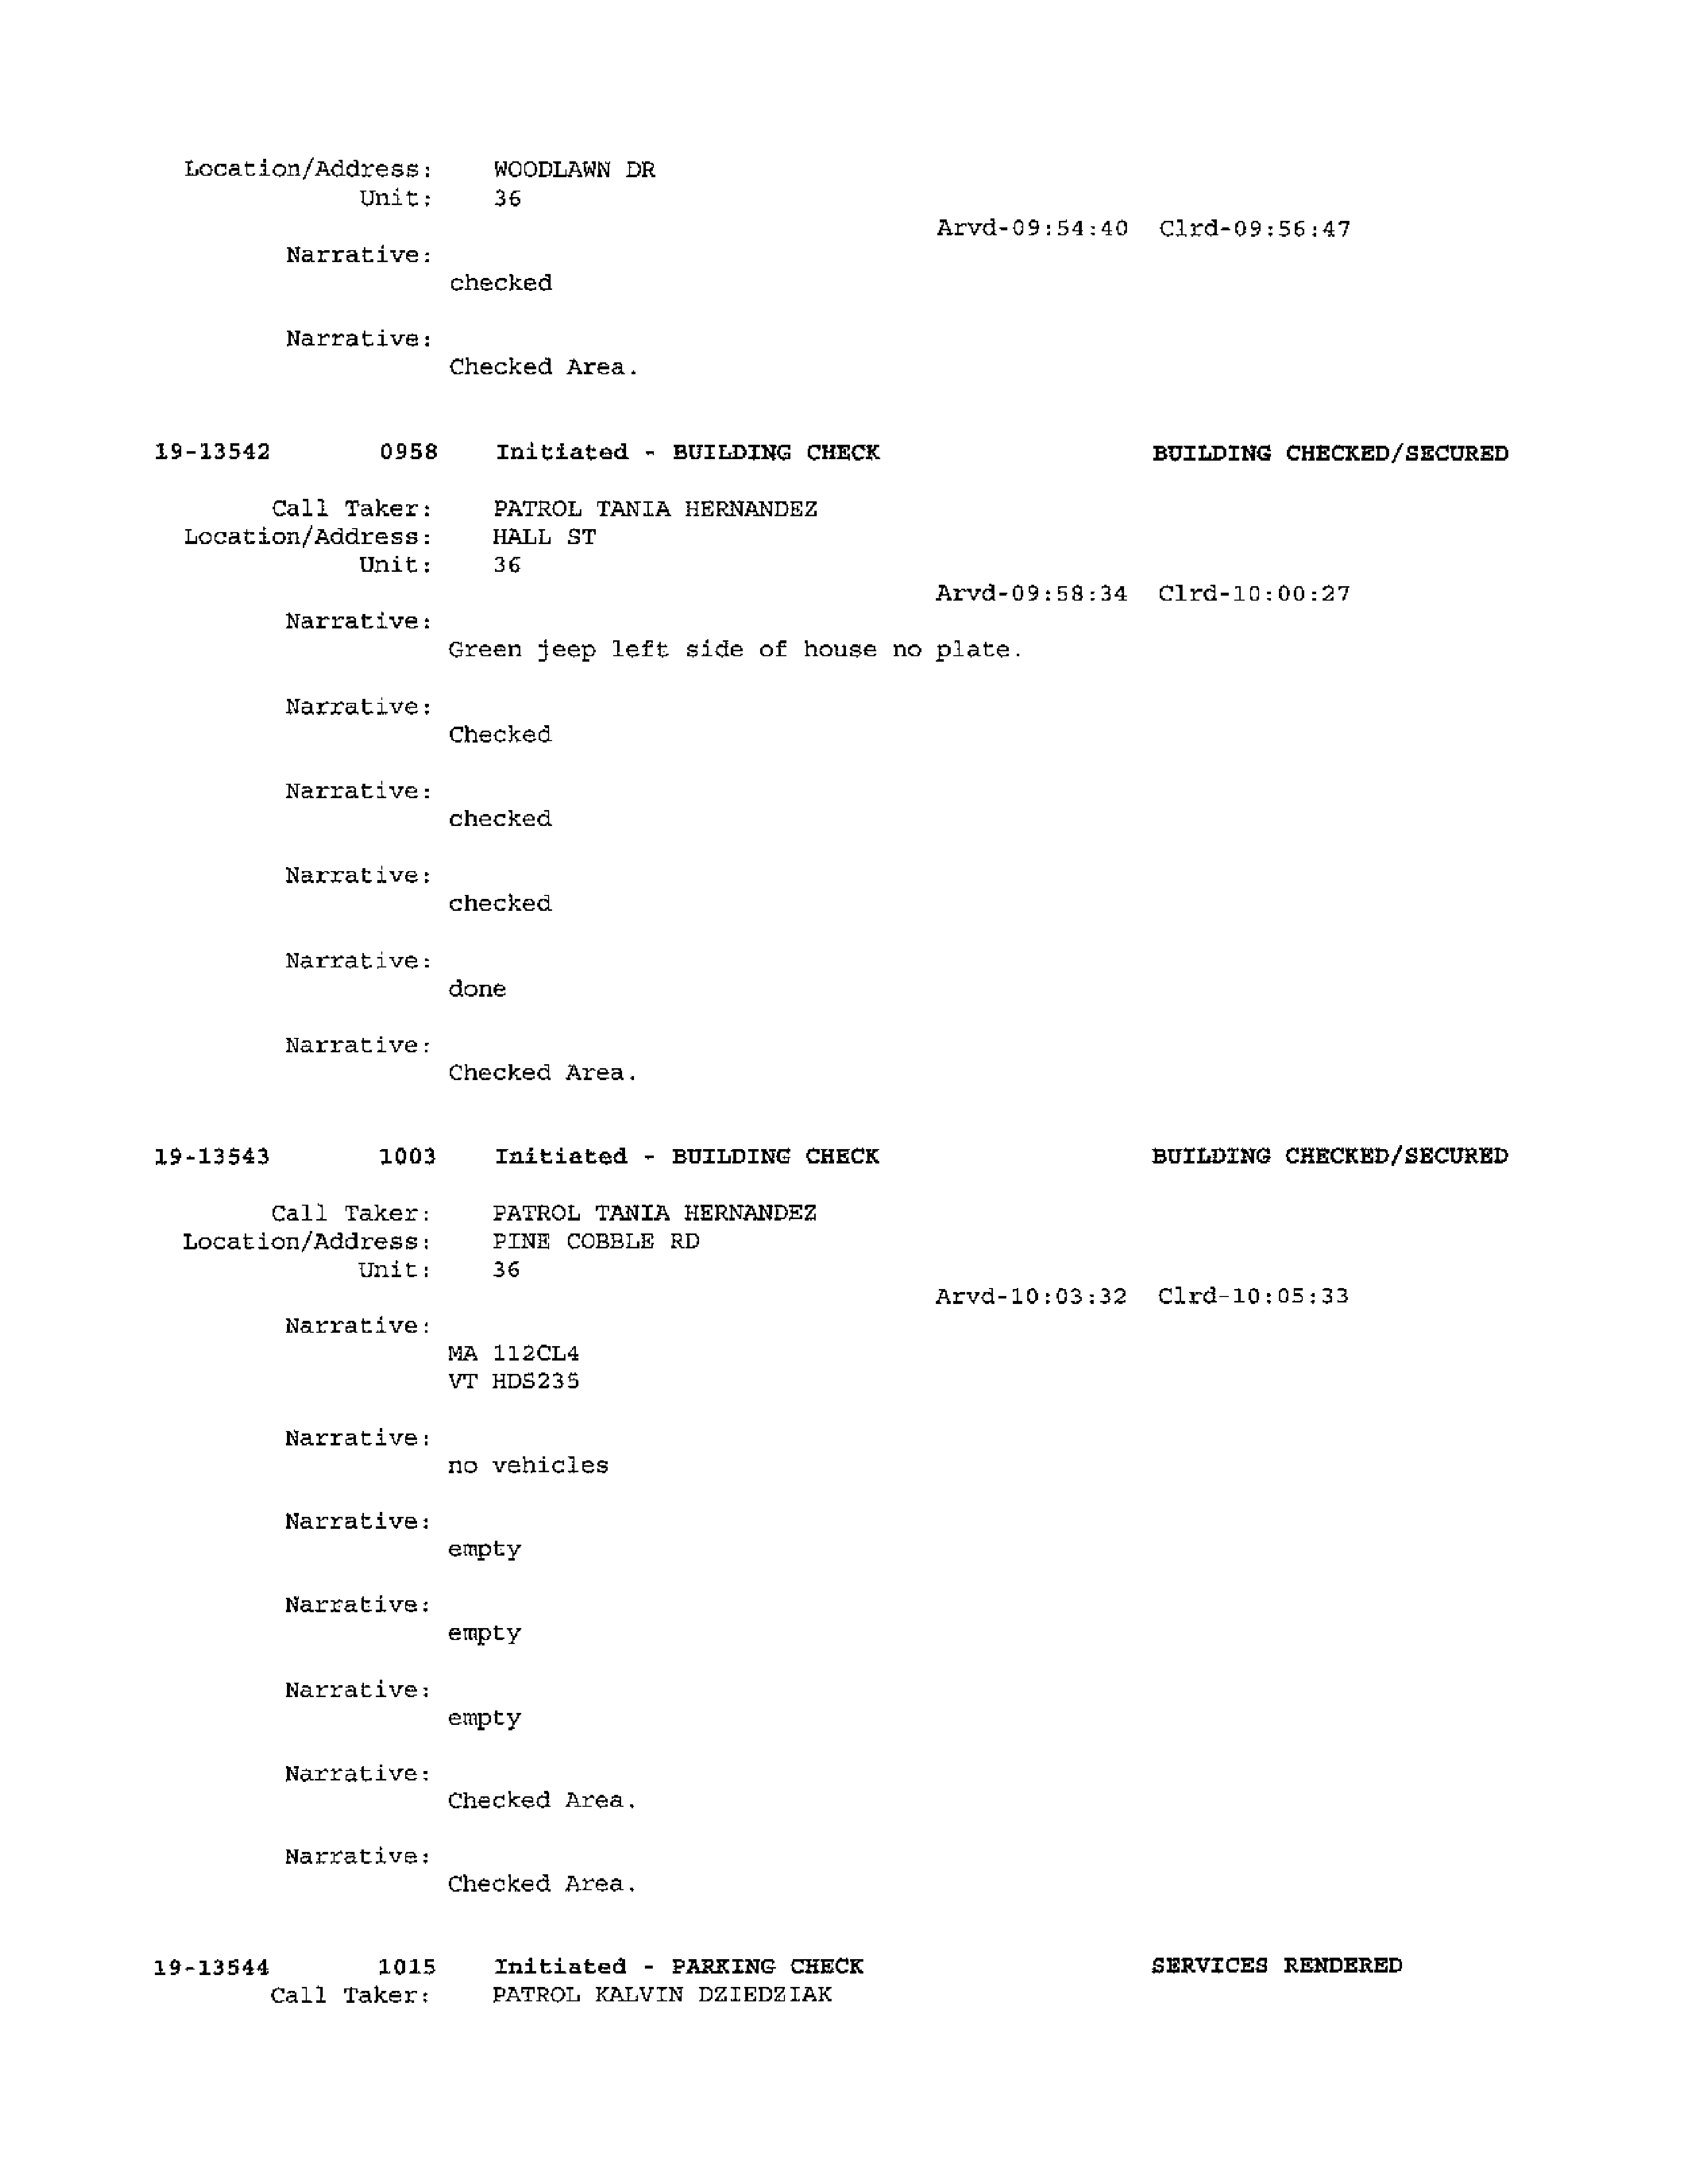 Location/Address: WOODLAWN DR
Unit: 36
Arvd-09:54:40 Clrd-09:56:47
Narrative:
checked
Narrative:
Checked Area.
19-13542 0958 Initiated - BUILDING CHECK BUILDING CHECKED/SECURED
Call Taker: PATROL TANIA HERNANDEZ
Location/Address: HALL ST
Unit: 36
Arvd-09:58:34 Clrd-10:00:27
Narrative:
Green jeep left side of house no plate.
Narrative:
Checked
Narrative:
checked
Narrative:
checked
Narrative:
done
Narrative:
Checked Area.
19-13543 1003 Initiated - BUILDING CHECK BUILDING CHECKED/SECURED
Call Taker: PATROL TANIA HERNANDEZ
Location/Address: PINE COBBLE RD
Unit: 36
Arvd-10:03:32 Clrd-10:05:33
Narrative:
MA 112CL4
VT HDS235
Narrative:
no vehicles
Narrative:
empty
Narrative:
empty
Narrative:
empty
Narrative:
Checked Area.
Narrative:
Checked Area.
19-13544 1015 Initiated - PARKING CHECK SERVICES RENDERED
Call Taker: PATROL KALVIN DZIEDZIAK